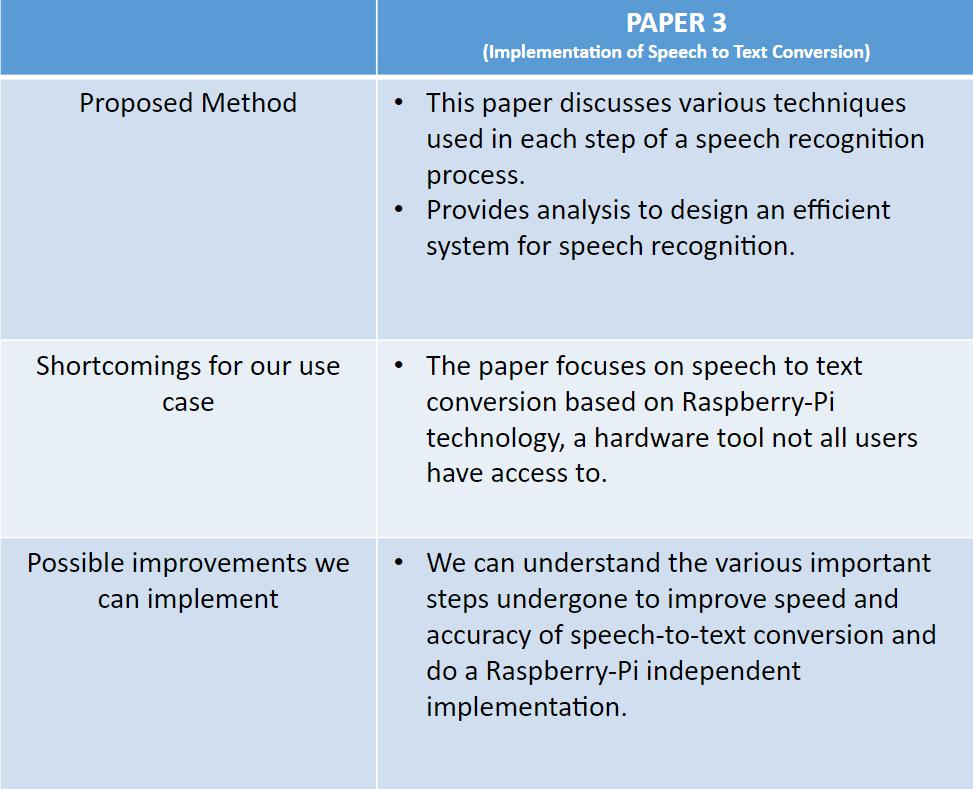 PAPER 3
(Implementation of Speech to Text Conversion)
Proposed Method
• This paper discusses various techniques
used in each step of a speech recognition
process.
• Provides analysis to design an efficient
system for speech recognition.
Shortcomings for our use
case
• The paper focuses on speech to text
conversion based on Raspberry-Pi
technology, a hardware tool not all users
have access to.
Possible improvements we
can implement
• We can understand the various important
steps undergone to improve speed and
accuracy of speech-to-text conversion and
do a Raspberry-Pi independent
implementation.